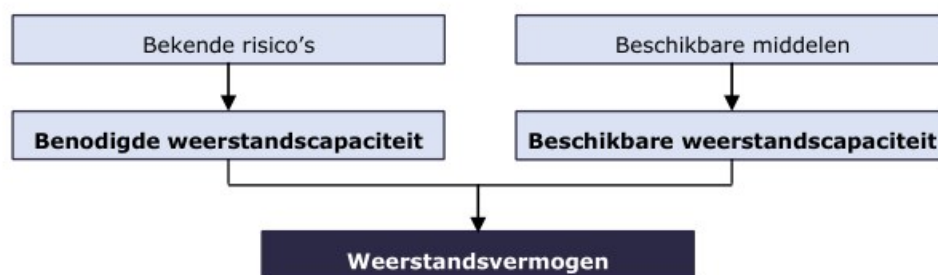 Bekende risico's
Beschikbare middelen
Benodigde weerstandscapaciteit
Beschikbare weerstandscapaciteit
Weerstandsvermogen